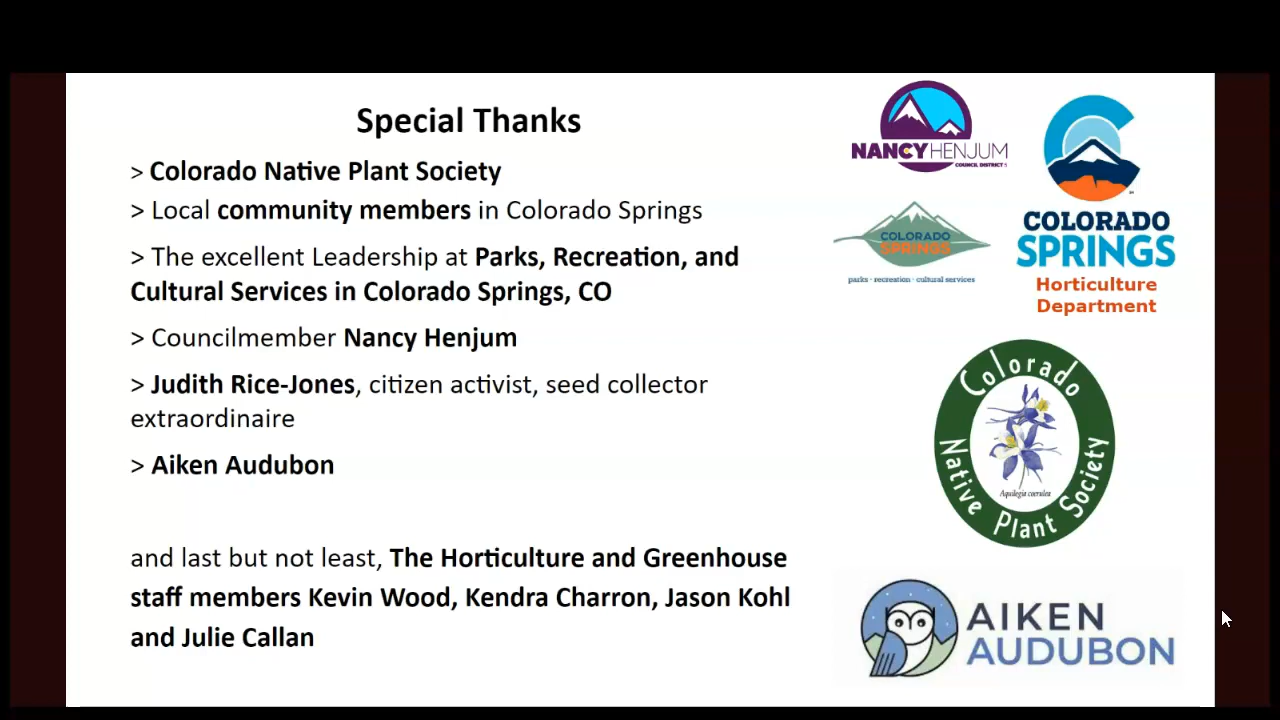 Special Thanks
> Colorado Native Plant Society
> Local community members in Colorado Springs
> The excellent Leadership at Parks, Recreation, and
Cultural Services in Colorado Springs, CO
> Councilmember Nancy Henjum
> Judith Rice-Jones, citizen activist, seed collector
extraordinaire
> Aiken Audubon
and last but not least, The Horticulture and Greenhouse
staff members Kevin Wood, Kendra Charron, Jason Kohl
and Julie Callan
NANCY HENJUM
COUNCIL DISTRICT 5
COLORADO
SPRINGS
parks · recreation · cultural services
COLORADO
SPRINGS
Horticulture
Department
Colorado
Native Plant Society
Aquilegia coerulea
AIKEN
AUDUBON